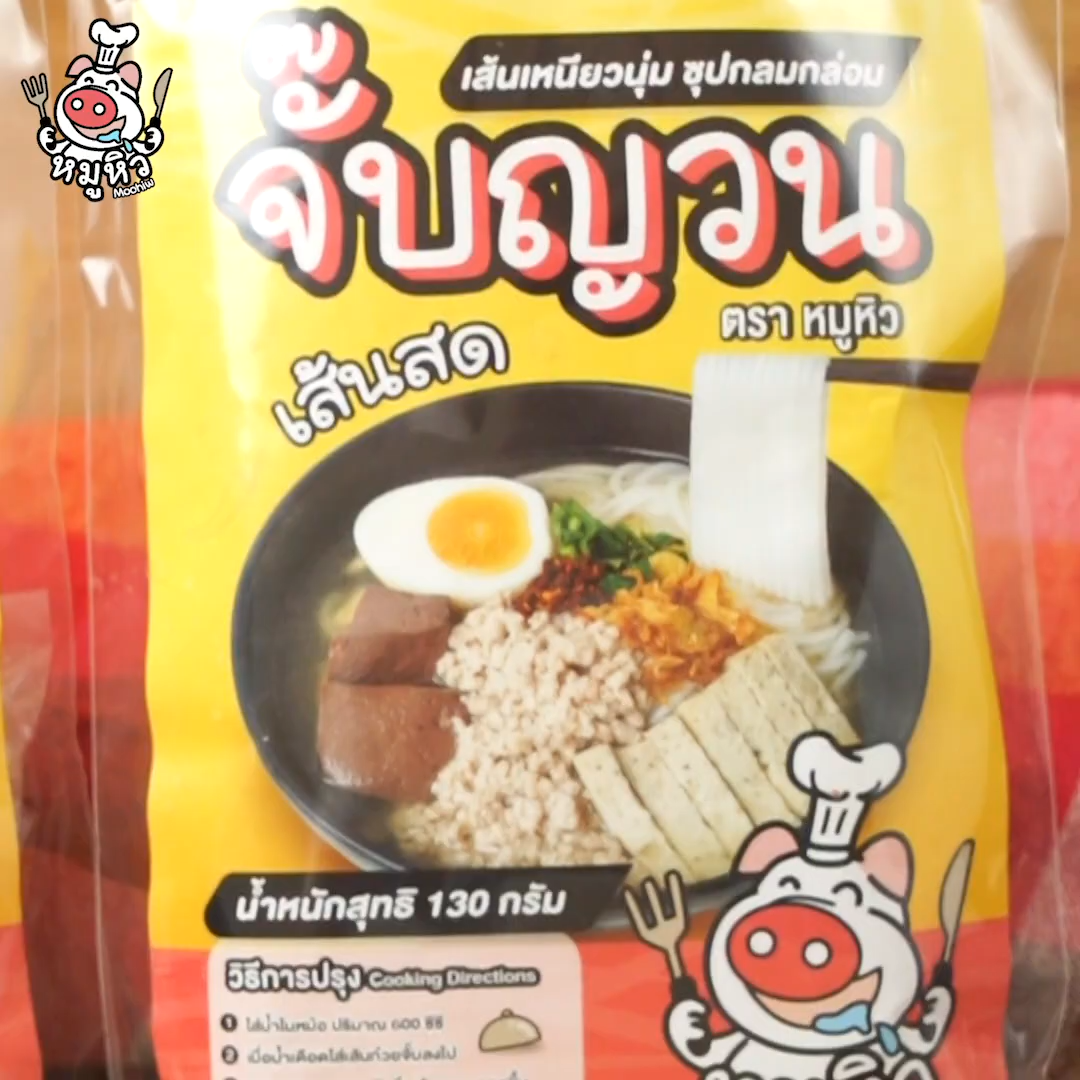 หมูหิว
Moohiw
เส้นเหนียวนุ่ม ซุปกลมกล่อม
จั๊บญวน
ตรา หมูหิว
เส้นสด
น้ำหนักสุทธิ 130 กรัม
วิธีการปรุง Cooking Directions
1 ใส่น้ำในหม้อ ปริมาณ 600 ซีซี
2 เมื่อน้ำเดือดใส่เส้นก๋วยจั๊บลงไป